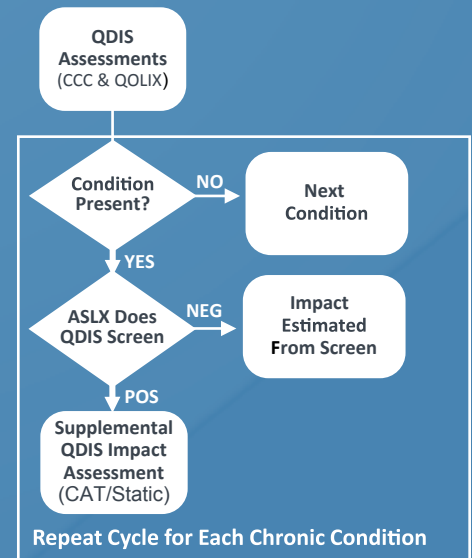 QDIS
Assessments
(CCC & QOLIX)
Condition
Present?
NO
Next
Condition
YES
ASLX Does
QDIS Screen
NEG
Impact
Estimated
From Screen
POS
Supplemental
QDIS Impact
Assessment
(CAT/Static)
Repeat Cycle for Each Chronic Condition